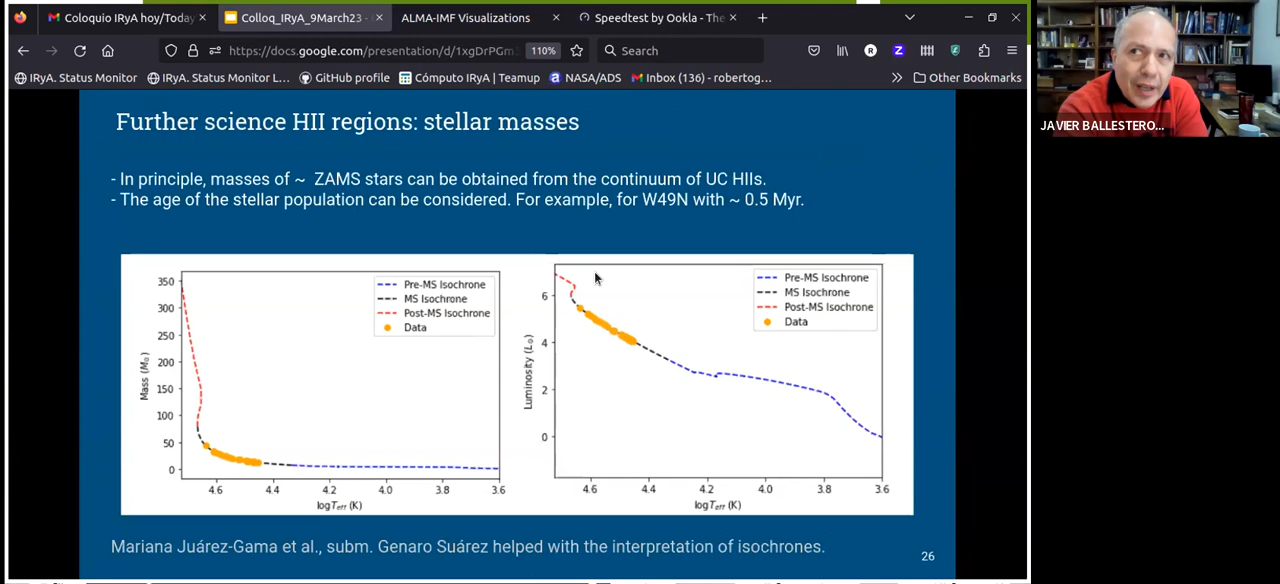 Coloquio IRyA hoy/Today
Colloq_IRyA_9March23 -
ALMA-IMF Visualizations
Speedtest by Ookla - The
https://docs.google.com/presentation/d/1xgDrPGm
110%
Search
IRyA. Status Monitor
IRyA. Status Monitor L...
GitHub profile
Cómputo IRyA | Teamup
NASA/ADS
Inbox (136) - robertog...
Other Bookmarks
JAVIER BALLESTERO...
Further science HII regions: stellar masses
- In principle, masses of ~ ZAMS stars can be obtained from the continuum of UC HIIs.
- The age of the stellar population can be considered. For example, for W49N with ~ 0.5 Myr.
Mass (M⊙)
350
300
250
200
150
100
50
0
Pre-MS Isochrone
MS Isochrone
Post-MS Isochrone
Data
4.6 4.4 4.2 4.0 3.8 3.6
logTeff (K)
Luminosity (L⊙)
6
4
2
0
Pre-MS Isochrone
MS Isochrone
Post-MS Isochrone
Data
4.6 4.4 4.2 4.0 3.8 3.6
logTeff (K)
Mariana Juárez-Gama et al., subm. Genaro Suárez helped with the interpretation of isochrones.
26